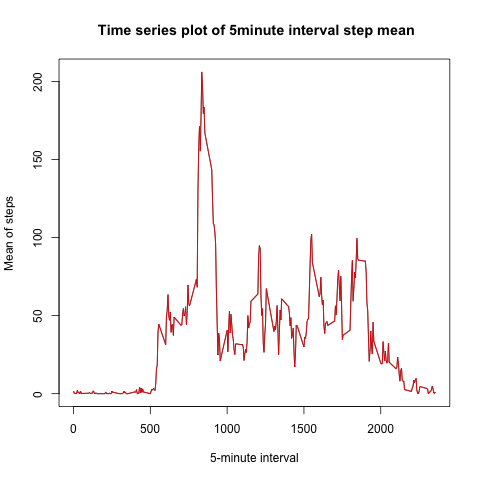 Time series plot of 5minute interval step mean
Mean of steps
200
150
100
50
0
0 500 1000 1500 2000
5-minute interval